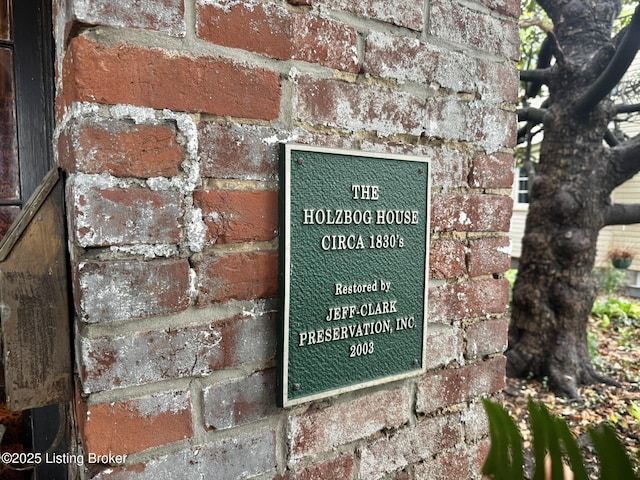 THE
HOLZBOG HOUSE
CIRCA 1830's
Restored by
JEFF-CLARK
PRESERVATION, INC.
2003
©2025 Listing Broker